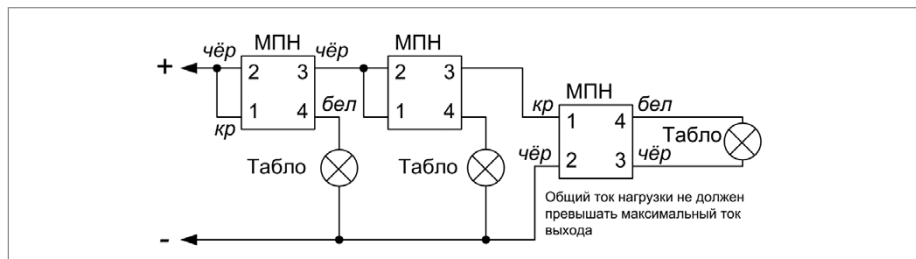 МПН
МПН
+ чёр 2 3 чёр 2 3
МПН
1 4 бел 1 4
кр
кр 1 4 бел
Табло
чёр 2 3 чёр
Табло
Табло
Общий ток нагрузки не должен
превышать максимальный ток
выхода
-